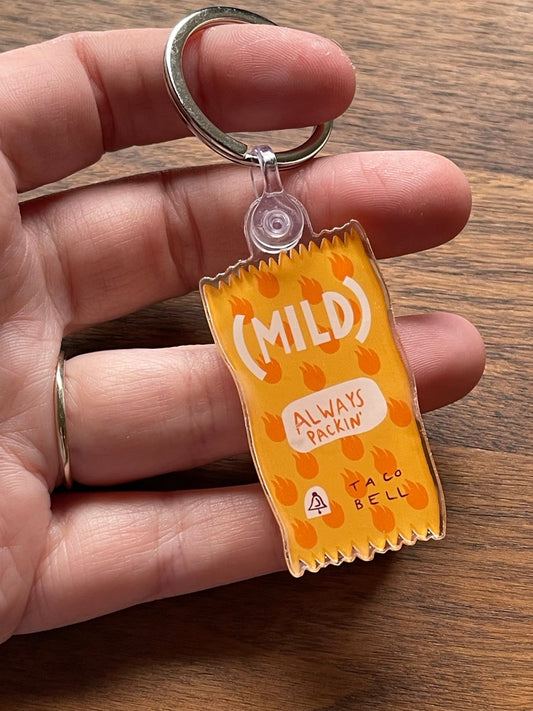 (MILD)
ALWAYS
PACKIN'
TACO
BELL